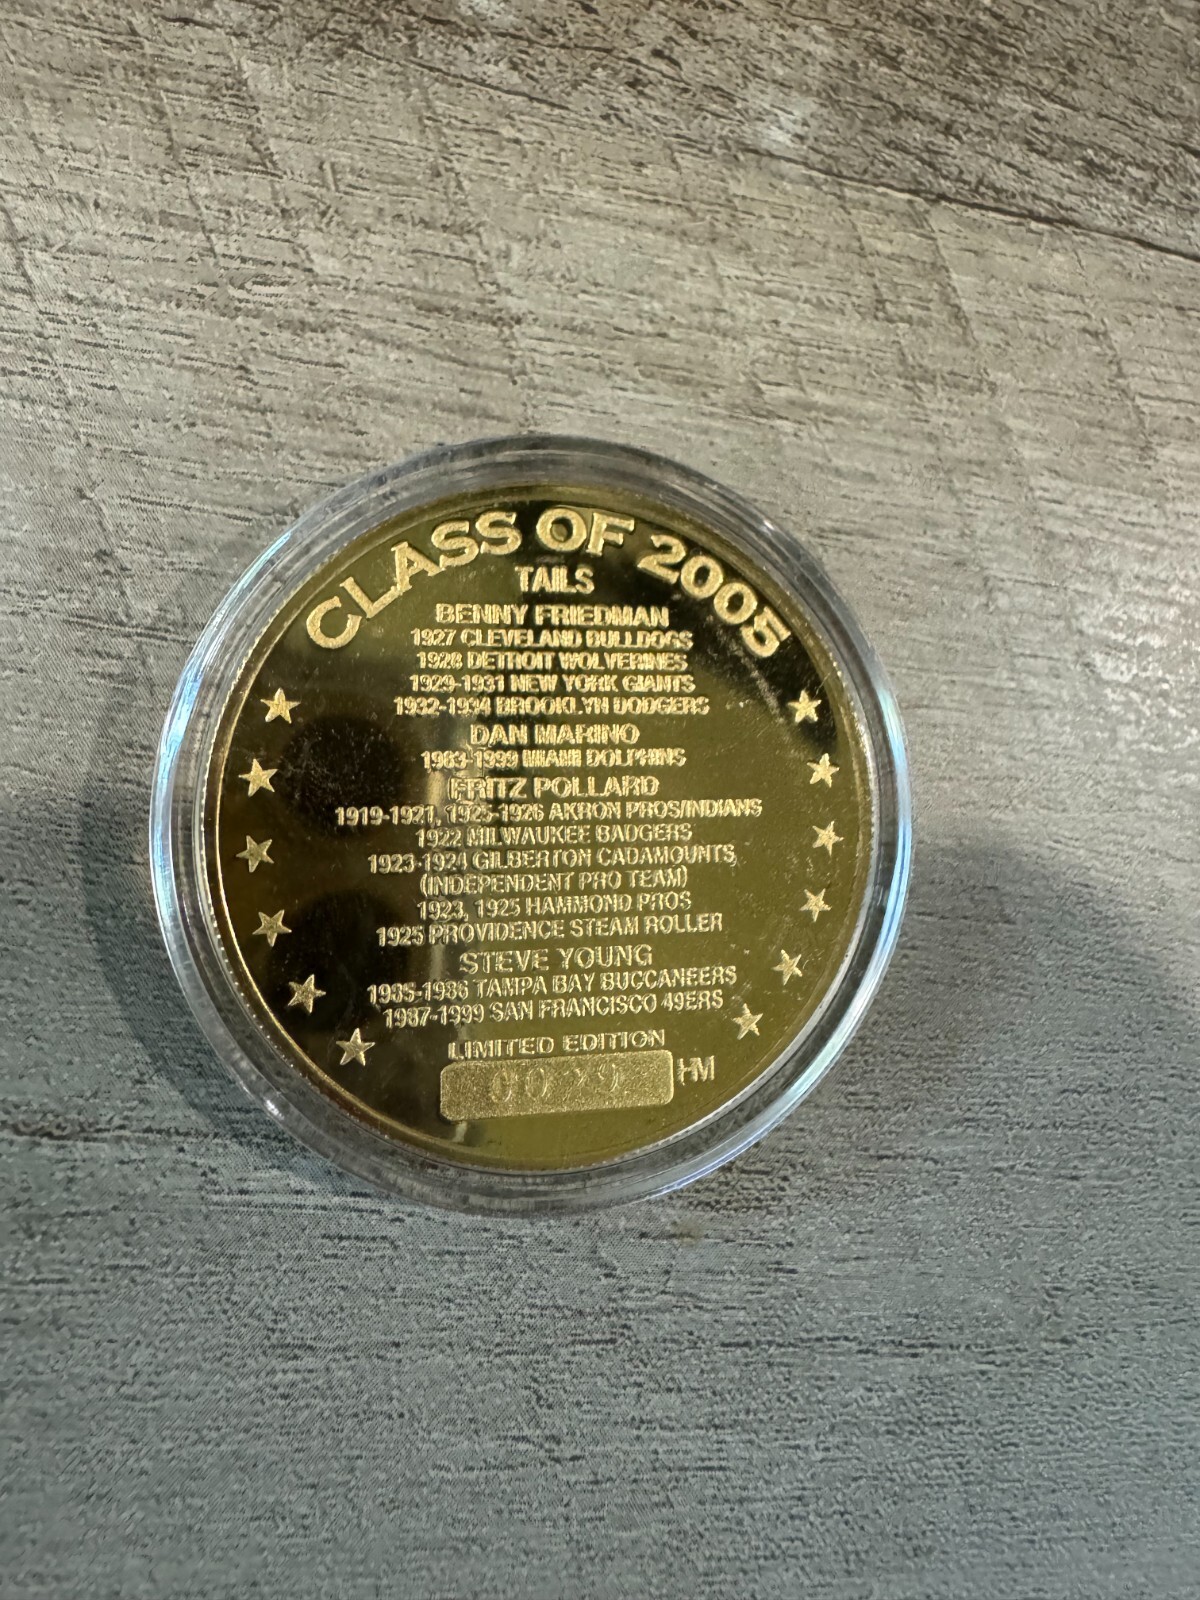 CLASS OF 2005
TAILS
BENNY FRIEDMAN
1927 CLEVELAND BULLDOGS
1928 DETROIT WOLVERINES
1929-1931 NEW YORK GIANTS
1932-1934 BROOKLYN DODGERS
DAN MARINO
1983-1999 MIAMI DOLPHINS
FRITZ POLLARD
1919-1921, 1925-1926 AKRON PROS/INDIANS
1922 MILWAUKEE BADGERS
1923-1924 GILBERTON CADAMOUNTS
(INDEPENDENT PRO TEAM)
1923, 1925 HAMMOND PROS
1925 PROVIDENCE STEAM ROLLER
STEVE YOUNG
1985-1986 TAMPA BAY BUCCANEERS
1987-1999 SAN FRANCISCO 49ERS
LIMITED EDITION
HM